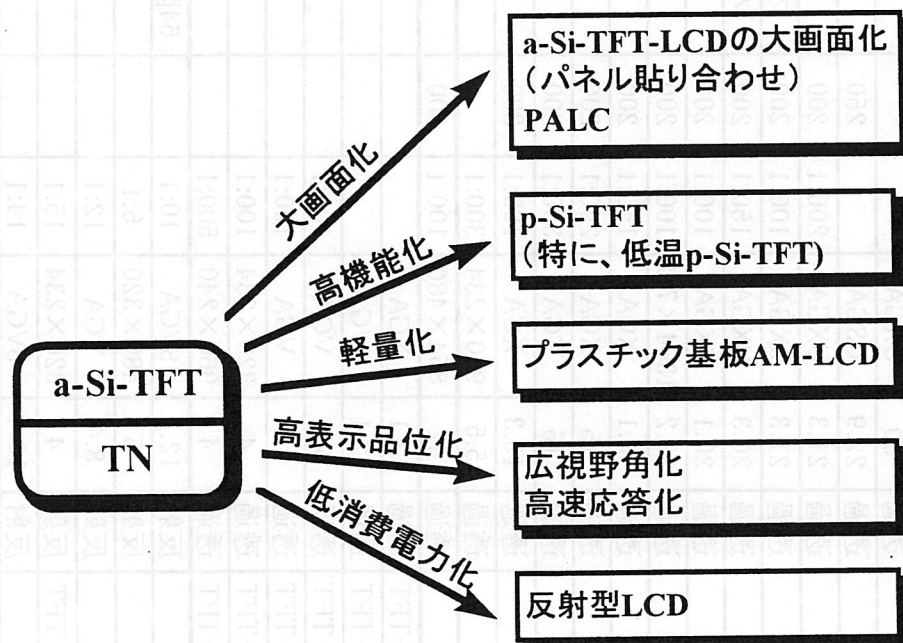 a-Si-TFT-LCDの大画面化
（パネル貼り合わせ）
PALC
大画面化
p-Si-TFT
(特に、低温p-Si-TFT)
高機能化
軽量化
プラスチック基板AM-LCD
a-Si-TFT
TN
高表示品位化
広視野角化
高速応答化
低消費電力化
反射型LCD